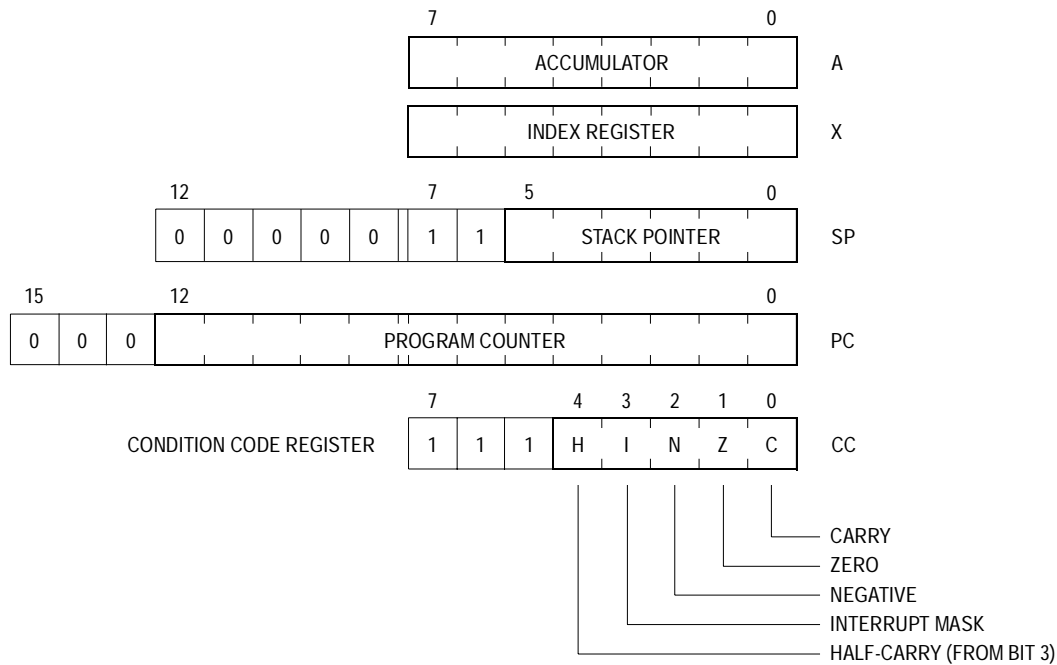 7 0
ACCUMULATOR A
INDEX REGISTER X
12 7 5 0
0 0 0 0 0 1 1 STACK POINTER SP
15 12 0
0 0 0 PROGRAM COUNTER PC
7 4 3 2 1 0
CONDITION CODE REGISTER 1 1 1 H I N Z C CC
CARRY
ZERO
NEGATIVE
INTERRUPT MASK
HALF-CARRY (FROM BIT 3)